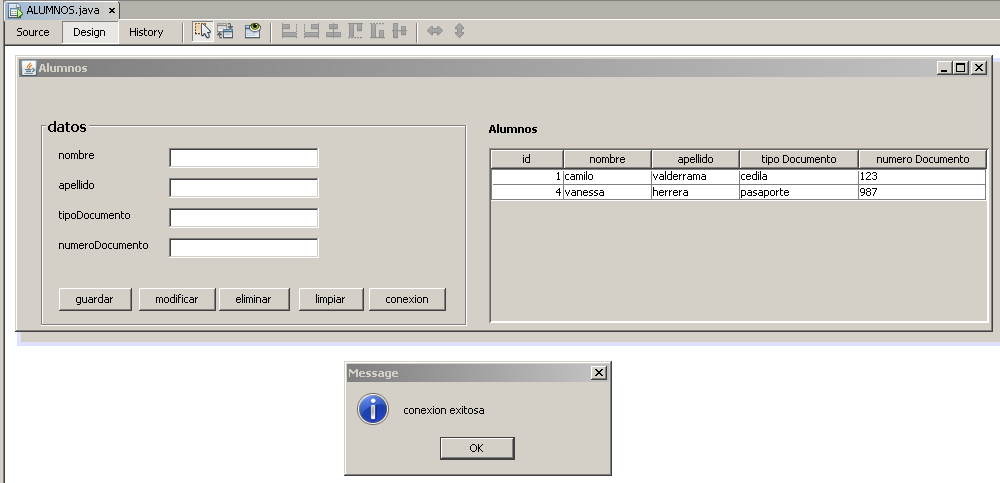 ALUMNOS.java ×
Source Design History
Alumnos
datos
nombre
apellido
tipoDocumento
numeroDocumento
guardar modificar eliminar limpiar conexion
Alumnos
id nombre apellido tipo Documento numero Documento
1 camilo valderrama cedila 123
4 vanessa herrera pasaporte 987
Message
conexion exitosa
OK